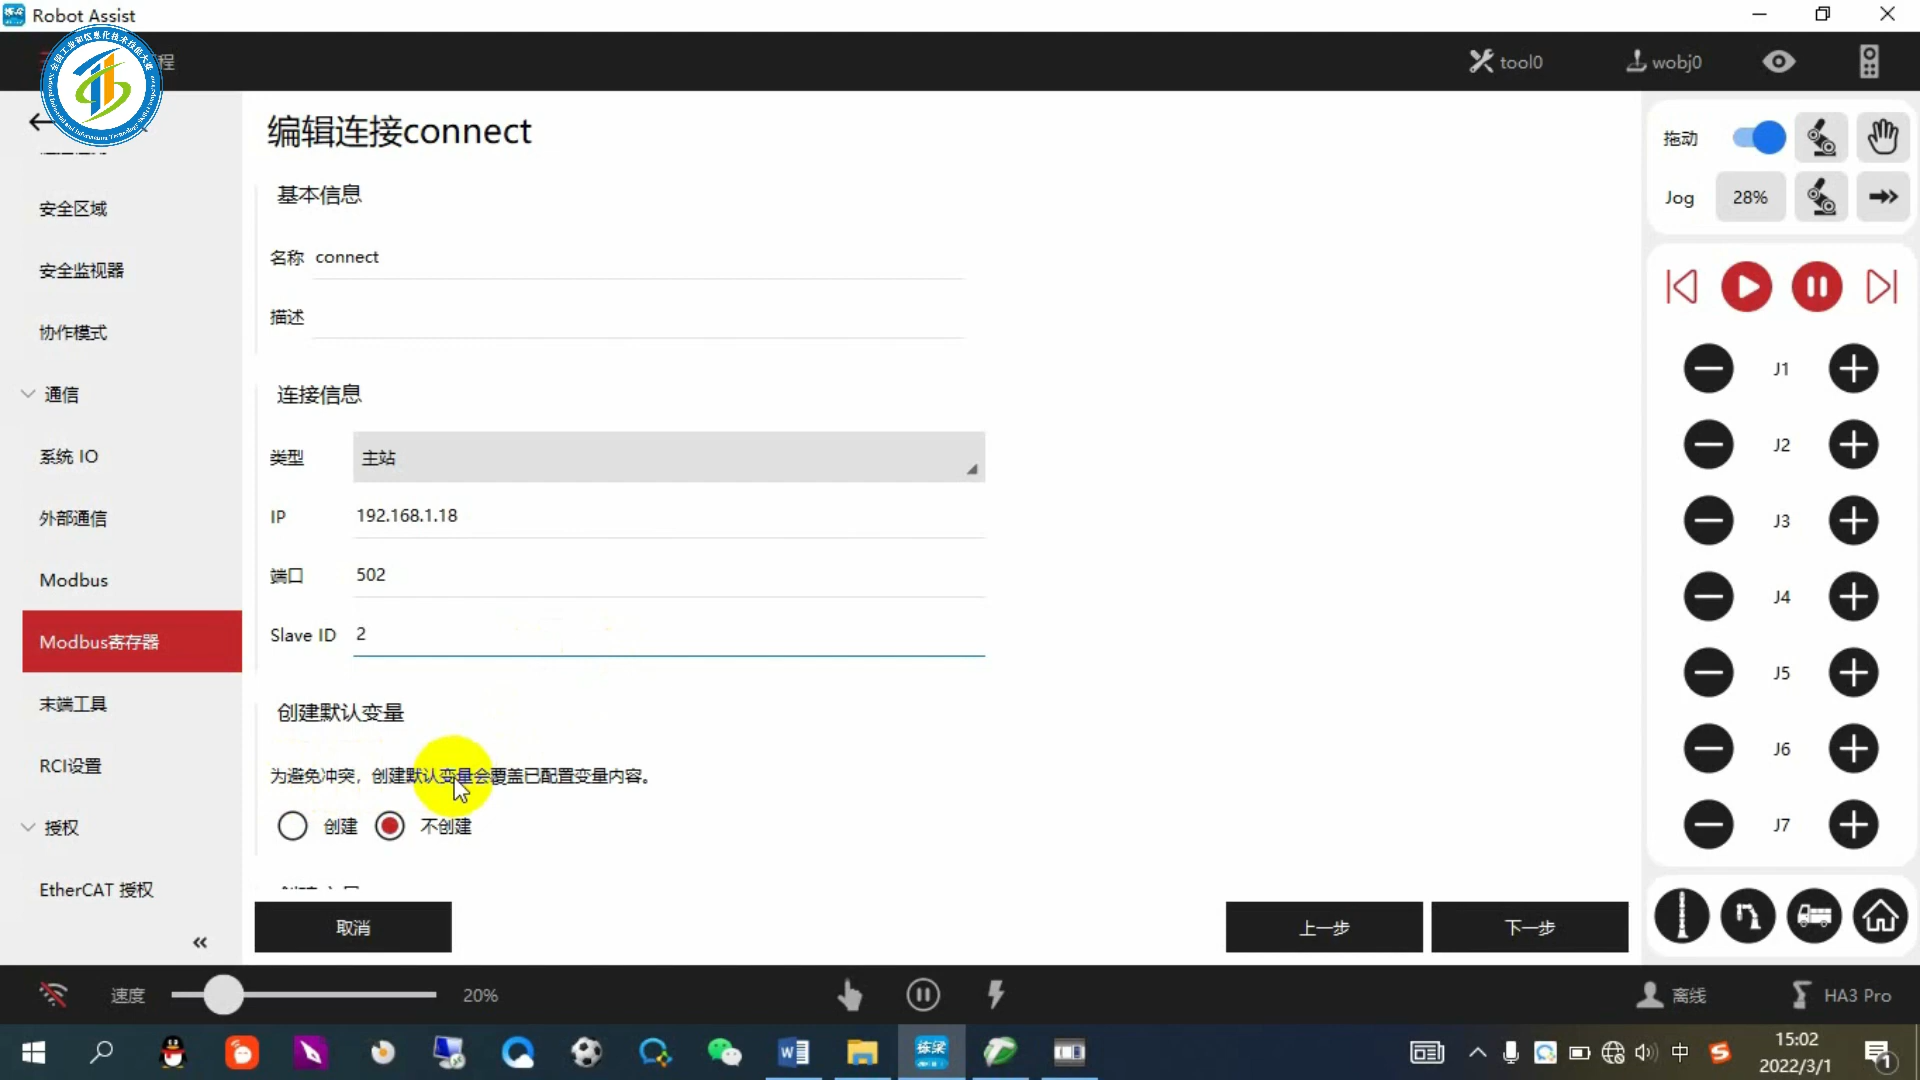 Robot Assist
程
tool0
wobj0
安全区域
安全监视器
协作模式
通信
系统 IO
外部通信
Modbus
Modbus寄存器
末端工具
RCI设置
授权
EtherCAT 授权
«
编辑连接connect
基本信息
名称 connect
描述
连接信息
类型 主站
IP 192.168.1.18
端口 502
Slave ID 2
创建默认变量
为避免冲突，创建默认变量会覆盖已配置变量内容。
创建 不创建
取消
上一步
下一步
拖动
Jog 28%
J1
J2
J3
J4
J5
J6
J7
速度 20%
离线
HA3 Pro
中
15:02
2022/3/1
1